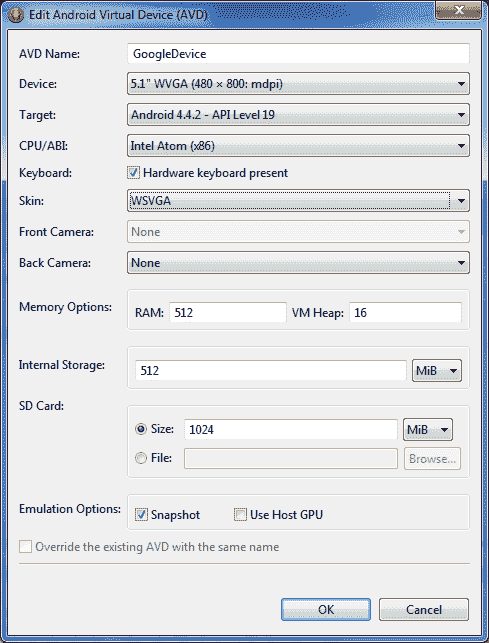 Edit Android Virtual Device (AVD)
AVD Name: GoogleDevice
Device: 5.1" WVGA (480 × 800: mdpi)
Target: Android 4.4.2 - API Level 19
CPU/ABI: Intel Atom (x86)
Keyboard: Hardware keyboard present
Skin: WSVGA
Front Camera: None
Back Camera: None
Memory Options: RAM: 512 VM Heap: 16
Internal Storage: 512 MiB
SD Card:
Size: 1024 MiB
File: Browse...
Emulation Options: Snapshot Use Host GPU
Override the existing AVD with the same name
OK Cancel